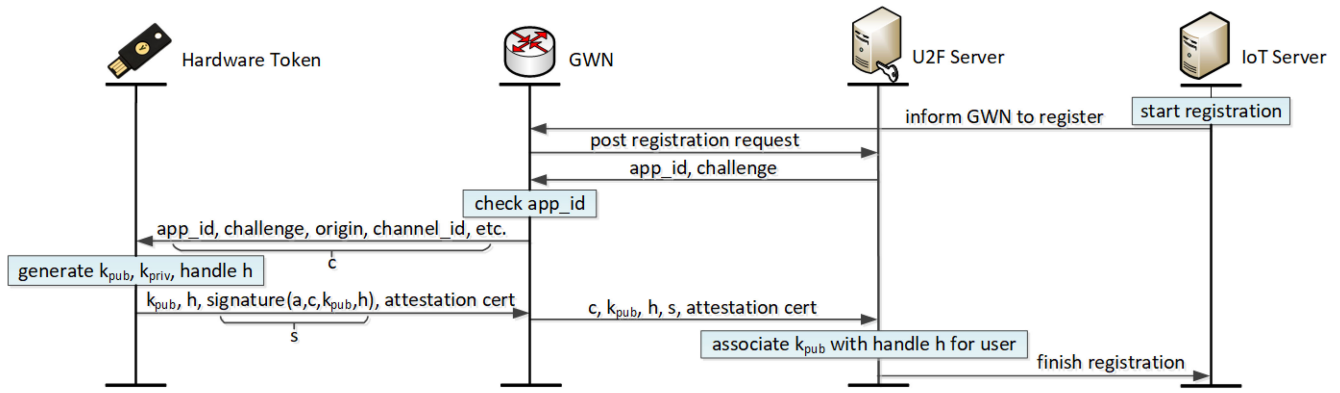 Hardware Token
GWN
U2F Server
IoT Server
start registration
inform GWN to register
post registration request
app_id, challenge
check app_id
app_id, challenge, origin, channel_id, etc.
c
generate kpub, kpriv, handle h
kpub, h, signature(a,c,kpub,h), attestation cert
s
c, kpub, h, s, attestation cert
associate kpub with handle h for user
finish registration